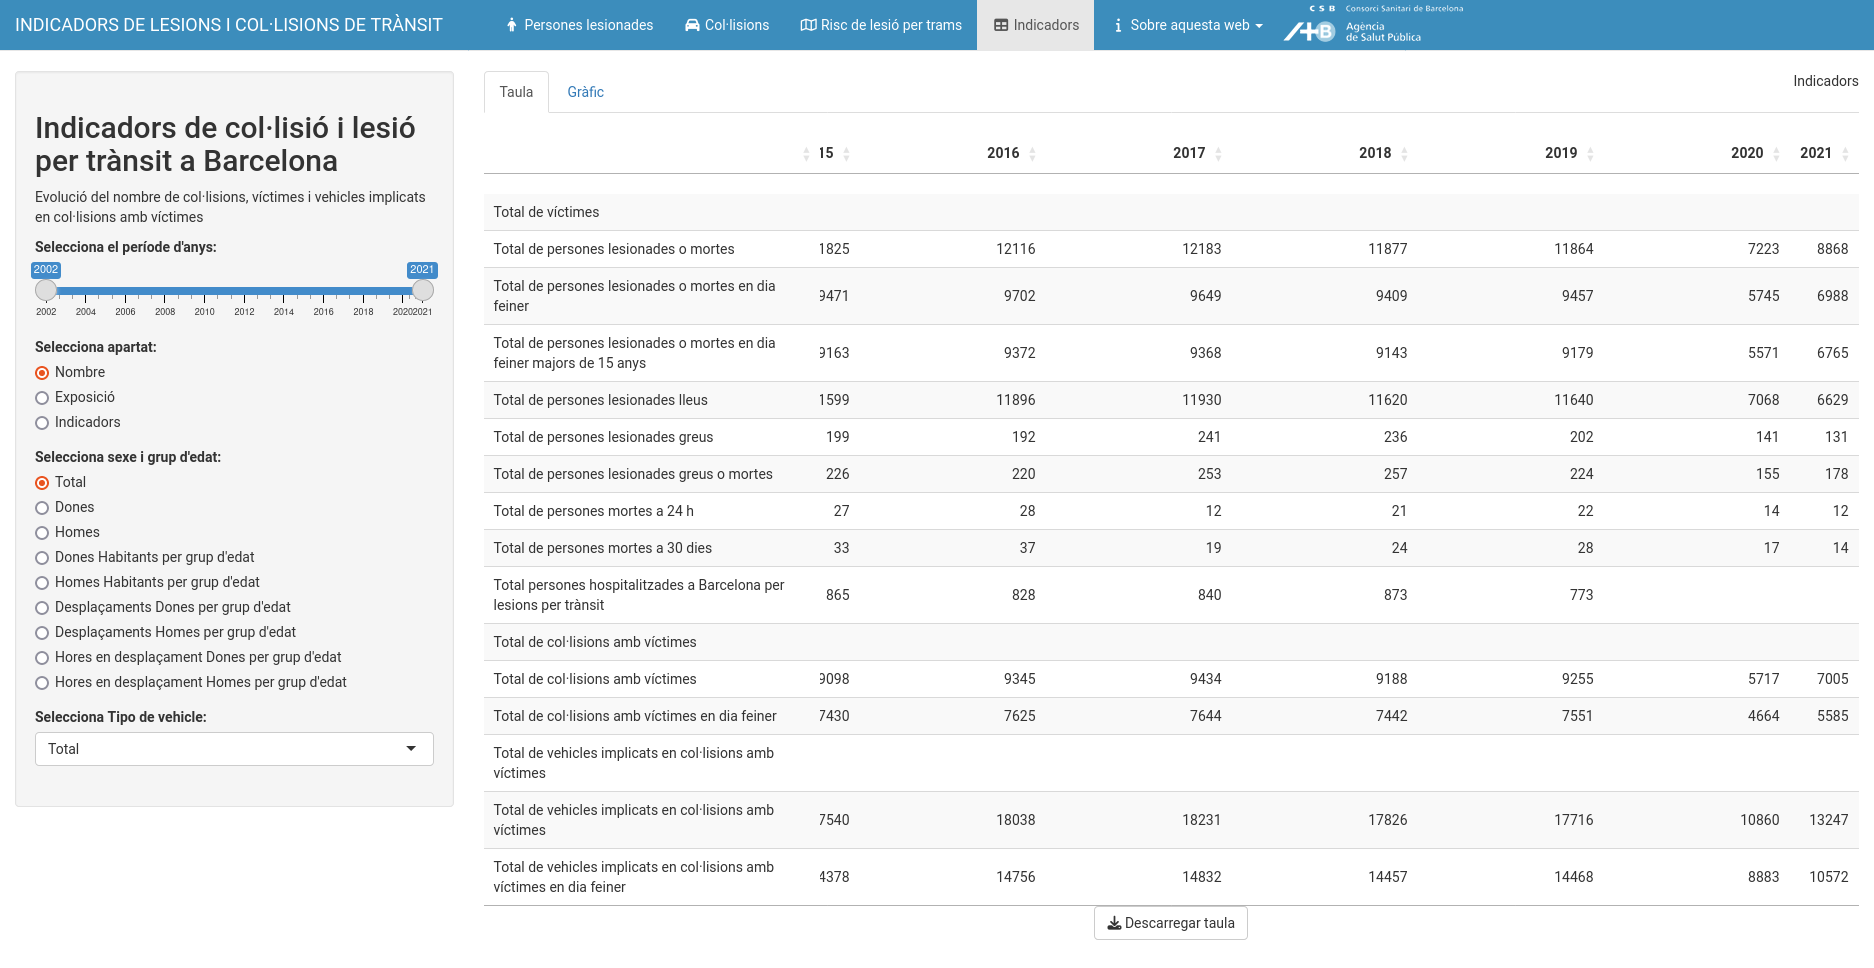 INDICADORS DE LESIONS I COL·LISIONS DE TRÀNSIT
Persones lesionades
Col·lisions
Risc de lesió per trams
Indicadors
Sobre aquesta web
CSB Consorci Sanitari de Barcelona
ASPB Agència
de Salut Pública
Indicadors de col·lisió i lesió
per trànsit a Barcelona
Evolució del nombre de col·lisions, víctimes i vehicles implicats
en col·lisions amb víctimes
Selecciona el període d'anys:
2002 2021
2002 2004 2006 2008 2010 2012 2014 2016 2018 2020 2021
Selecciona apartat:
Nombre
Exposició
Indicadors
Selecciona sexe i grup d'edat:
Total
Dones
Homes
Dones Habitants per grup d'edat
Homes Habitants per grup d'edat
Desplaçaments Dones per grup d'edat
Desplaçaments Homes per grup d'edat
Hores en desplaçament Dones per grup d'edat
Hores en desplaçament Homes per grup d'edat
Selecciona Tipo de vehicle:
Total
Taula Gràfic
Indicadors
15 2016 2017 2018 2019 2020 2021
Total de víctimes
Total de persones lesionades o mortes 1825 12116 12183 11877 11864 7223 8868
Total de persones lesionades o mortes en dia
feiner 9471 9702 9649 9409 9457 5745 6988
Total de persones lesionades o mortes en dia
feiner majors de 15 anys 9163 9372 9368 9143 9179 5571 6765
Total de persones lesionades lleus 1599 11896 11930 11620 11640 7068 6629
Total de persones lesionades greus 199 192 241 236 202 141 131
Total de persones lesionades greus o mortes 226 220 253 257 224 155 178
Total de persones mortes a 24 h 27 28 12 21 22 14 12
Total de persones mortes a 30 dies 33 37 19 24 28 17 14
Total persones hospitalitzades a Barcelona per
lesions per trànsit 865 828 840 873 773
Total de col·lisions amb víctimes
Total de col·lisions amb víctimes 9098 9345 9434 9188 9255 5717 7005
Total de col·lisions amb víctimes en dia feiner 7430 7625 7644 7442 7551 4664 5585
Total de vehicles implicats en col·lisions amb
víctimes
Total de vehicles implicats en col·lisions amb
víctimes 7540 18038 18231 17826 17716 10860 13247
Total de vehicles implicats en col·lisions amb
víctimes en dia feiner 4378 14756 14832 14457 14468 8883 10572
Descarregar taula